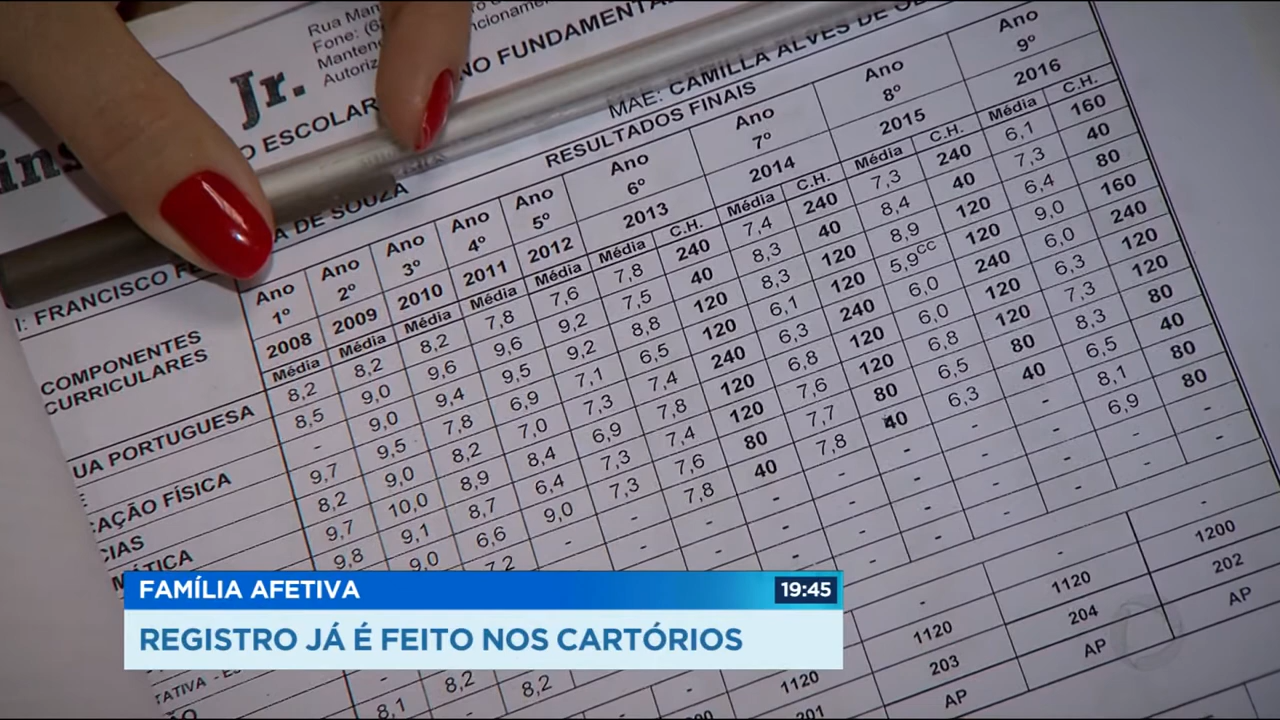 Jr.
Rua Man
Fone: (6
Manten
Autoriz
ins
O ESCOLAR
NO FUNDAMENTA
MÃE: CAMILLA ALVES DE
I: FRANCISCO FE
A DE SOUZA
RESULTADOS FINAIS
COMPONENTES
CURRICULARES
Ano Ano Ano Ano Ano Ano Ano Ano Ano
1º 2º 3º 4º 5º 6º 7º 8º 9º
2008 2009 2010 2011 2012 2013 2014 2015 2016
Média Média Média Média Média Média C.H. Média C.H. Média C.H. Média C.H.
UA PORTUGUESA 8,2 8,2 8,2 7,8 7,6 7,8 240 7,4 240 7,3 240 6,1 160
8,5 9,0 9,6 9,6 9,2 7,5 40 8,3 40 8,4 40 7,3 40
CAÇÃO FÍSICA - 9,0 9,4 9,5 9,2 8,8 120 8,3 120 8,9 120 6,4 80
CIAS 9,7 9,5 7,8 6,9 7,1 6,5 120 6,1 120 5,9CC 120 9,0 160
MÁTICA 8,2 9,0 8,2 7,0 7,3 7,4 240 6,3 240 6,0 240 6,0 240
9,7 10,0 8,9 8,4 6,9 7,8 120 6,8 120 6,0 120 6,3 120
9,8 9,1 8,7 6,4 7,3 7,4 120 7,6 120 6,8 120 7,3 120
9,0 6,6 9,0 7,3 7,6 80 7,7 80 6,5 80 8,3 80
7,2 - - 7,8 40 7,8 40 6,3 40 6,5 40
- - - - - - - - 8,1 80
- - - - - - - - 6,9 80
1120 1120 1120 1200
201 203 204 202
AP AP AP
8,1 8,2 8,2
FAMÍLIA AFETIVA
19:45
REGISTRO JÁ É FEITO NOS CARTÓRIOS